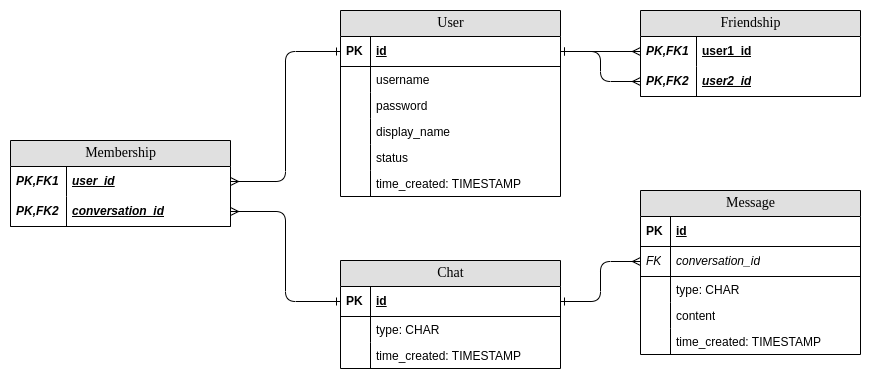 User
PK id
username
password
display_name
status
time_created: TIMESTAMP
Friendship
PK,FK1 user1_id
PK,FK2 user2_id
Membership
PK,FK1 user_id
PK,FK2 conversation_id
Chat
PK id
type: CHAR
time_created: TIMESTAMP
Message
PK id
FK conversation_id
type: CHAR
content
time_created: TIMESTAMP